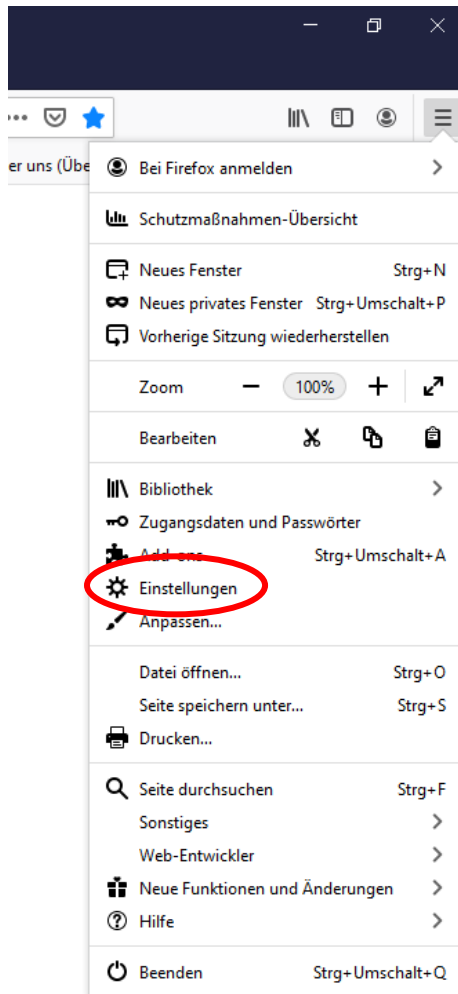 er uns (Übe
Bei Firefox anmelden
Schutzmaßnahmen-Übersicht
Neues Fenster Strg+N
Neues privates Fenster Strg+Umschalt+P
Vorherige Sitzung wiederherstellen
Zoom 100%
Bearbeiten
Bibliothek
Zugangsdaten und Passwörter
Add-ons Strg+Umschalt+A
Einstellungen
Anpassen...
Datei öffnen... Strg+O
Seite speichern unter... Strg+S
Drucken...
Seite durchsuchen Strg+F
Sonstiges
Web-Entwickler
Neue Funktionen und Änderungen
Hilfe
Beenden Strg+Umschalt+Q